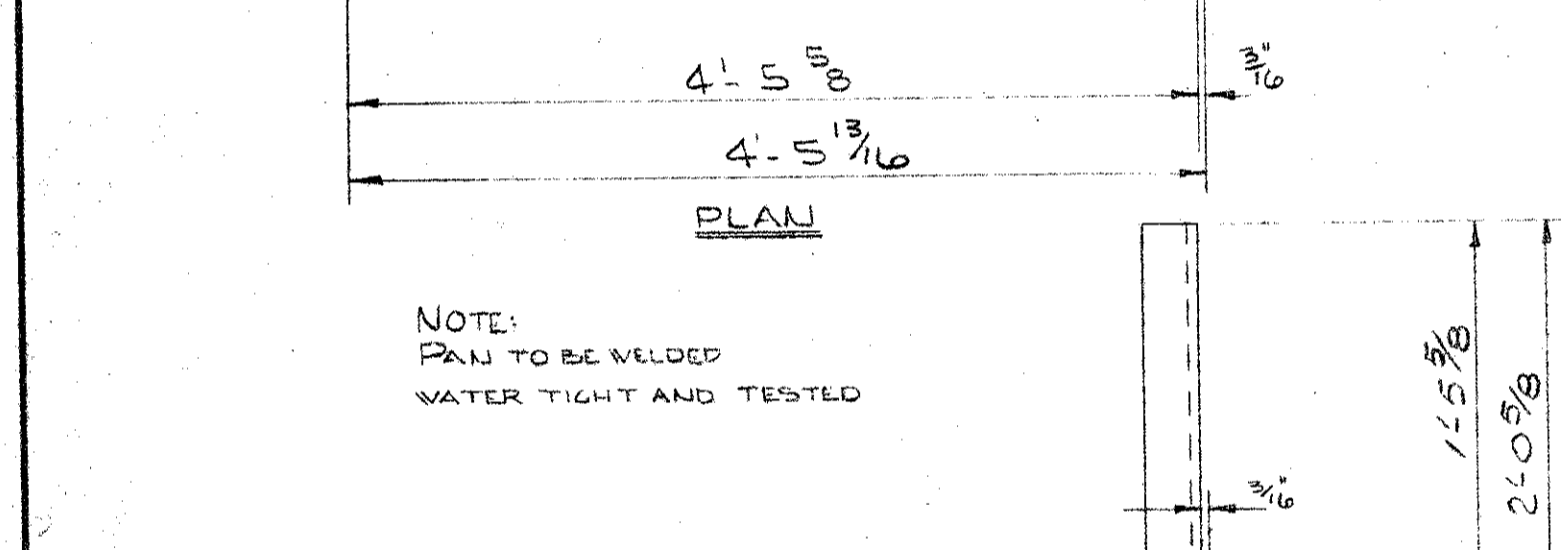 4'-5 5/8
3/16"
4'-5 13/16
PLAN
NOTE:
PAN TO BE WELDED
WATER TIGHT AND TESTED
1'-5 5/8
2'-0 5/8
3/16"